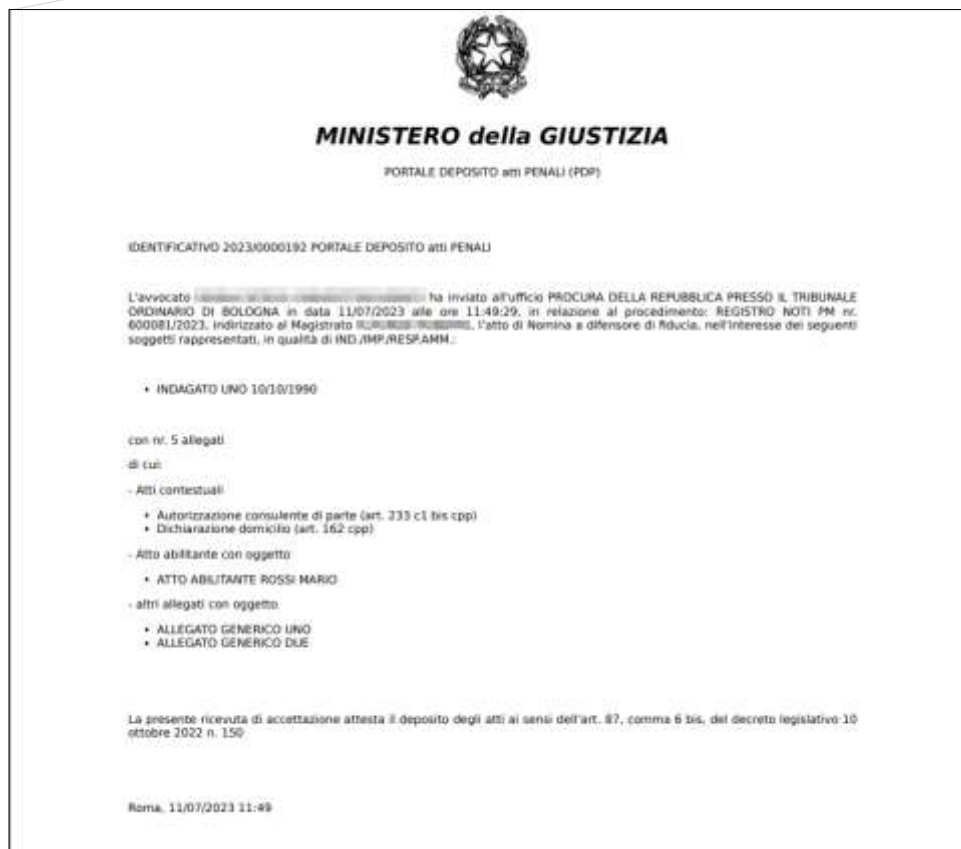 MINISTERO della GIUSTIZIA
PORTALE DEPOSITO atti PENALI (PDP)
IDENTIFICATIVO 2023/0000192 PORTALE DEPOSITO atti PENALI
L'avvocato ha inviato all'ufficio PROCURA DELLA REPUBBLICA PRESSO IL TRIBUNALE
ORDINARIO DI BOLOGNA in data 11/07/2023 alle ore 11:49:29, in relazione al procedimento: REGISTRO NOTI PM nr.
600081/2023, indirizzato al Magistrato , l'atto di Nomina a difensore di fiducia, nell'interesse dei seguenti
soggetti rappresentati, in qualità di IND./IMP./RESP.AMM.:
• INDAGATO UNO 10/10/1990
con nr. 5 allegati
di cui:
- Atti contestuali
• Autorizzazione consulente di parte (art. 233 c1 bis cpp)
• Dichiarazione domicilio (art. 162 cpp)
- Atto abilitante con oggetto
• ATTO ABILITANTE ROSSI MARIO
- altri allegati con oggetto
• ALLEGATO GENERICO UNO
• ALLEGATO GENERICO DUE
La presente ricevuta di accettazione attesta il deposito degli atti ai sensi dell'art. 87, comma 6 bis, del decreto legislativo 10
ottobre 2022 n. 150
Roma, 11/07/2023 11:49